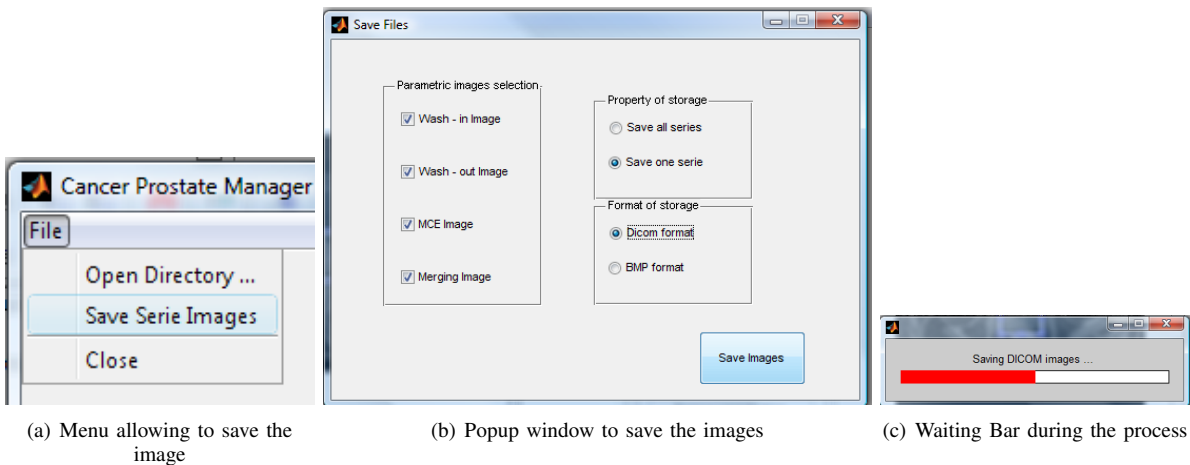 Cancer Prostate Manager
File
Open Directory ...
Save Serie Images
Close
(a) Menu allowing to save the
image
Save Files
Parametric images selection
Wash - in Image
Wash - out Image
MCE Image
Merging Image
Property of storage
Save all series
Save one serie
Format of storage
Dicom format
BMP format
Save Images
(b) Popup window to save the images
Saving DICOM images ...
(c) Waiting Bar during the process